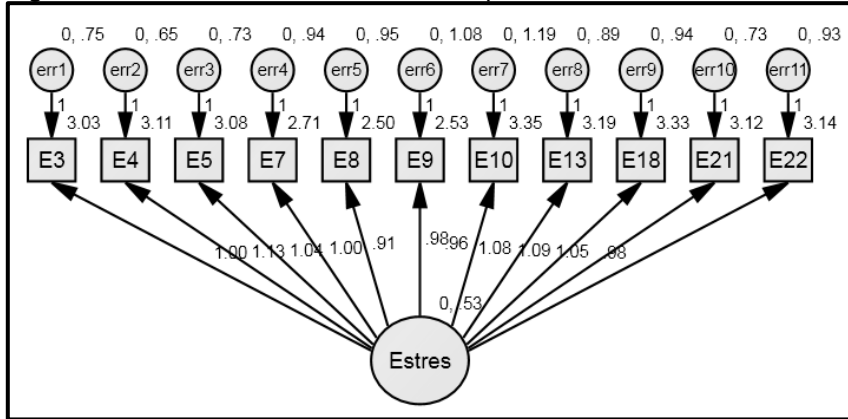 0, .75 0, .65 0, .73 0, .94 0, .95 0, 1.08 0, 1.19 0, .89 0, .94 0, .73 0, .93
err1 err2 err3 err4 err5 err6 err7 err8 err9 err10 err11
1 1 1 1 1 1 1 1 1 1 1
3.03 3.11 3.08 2.71 2.50 2.53 3.35 3.19 3.33 3.12 3.14
E3 E4 E5 E7 E8 E9 E10 E13 E18 E21 E22
1.00 1.13 1.04 1.00 .91 .98 .96 1.08 1.09 1.05 .98
0, .53
Estres